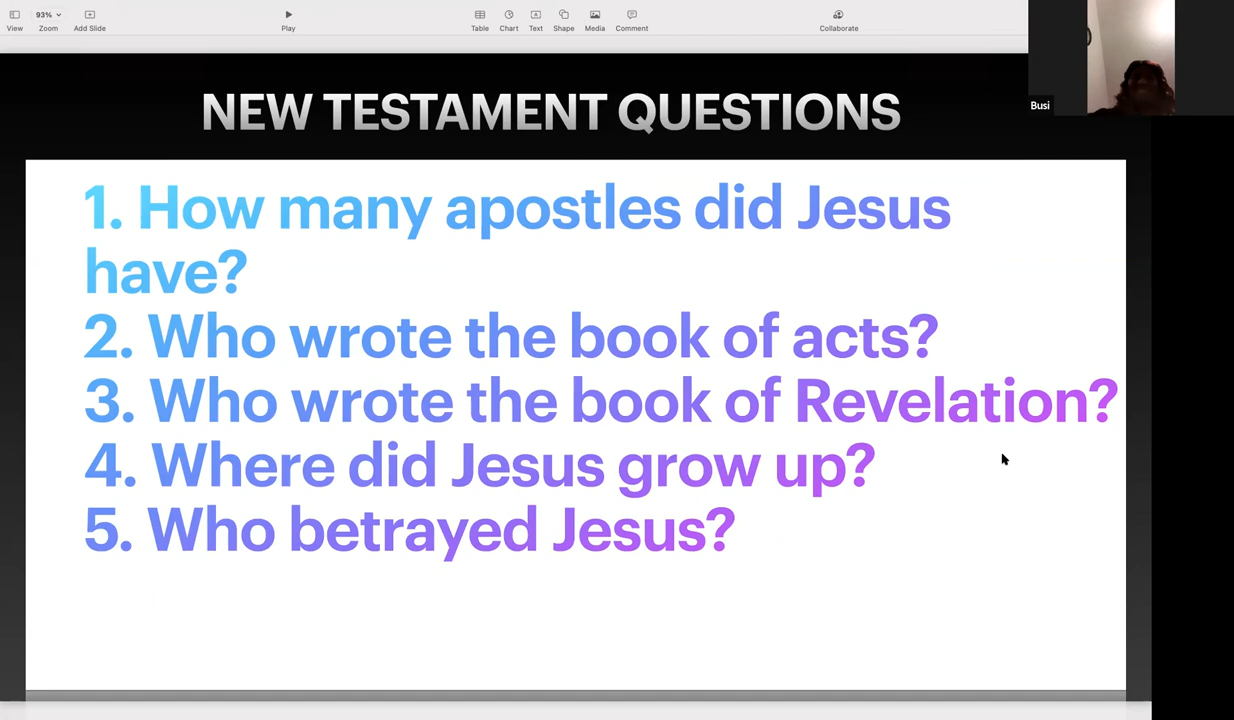 93%
View
Zoom
Add Slide
Play
Table
Chart
Text
Shape
Media
Comment
Collaborate
Busi
NEW TESTAMENT QUESTIONS
1. How many apostles did Jesus
have?
2. Who wrote the book of acts?
3. Who wrote the book of Revelation?
4. Where did Jesus grow up?
5. Who betrayed Jesus?